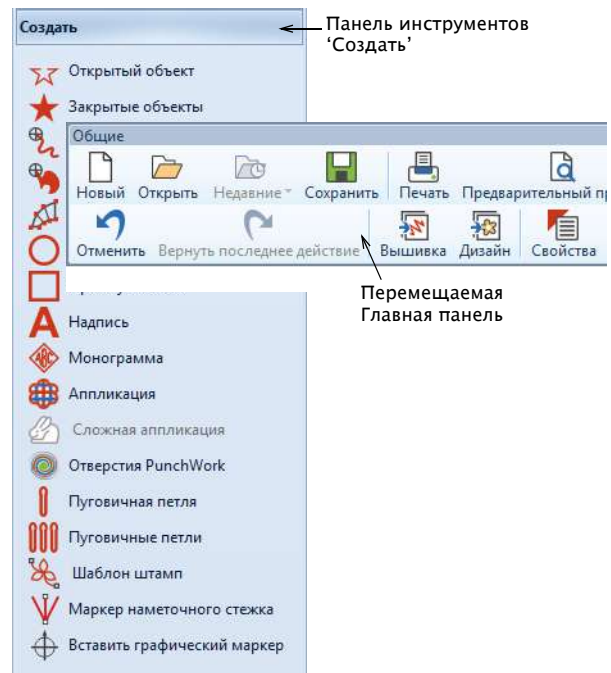 Создать
Панель инструментов
‘Создать’
Открытый объект
Закрытые объекты
Общие
Новый Открыть Недавние Сохранить Печать Предварительный пр
Отменить Вернуть последнее действие Вышивка Дизайн Свойства
Перемещаемая
Главная панель
Надпись
Монограмма
Аппликация
Сложная аппликация
Отверстия PunchWork
Пуговичная петля
Пуговичные петли
Шаблон штамп
Маркер наметочного стежка
Вставить графический маркер